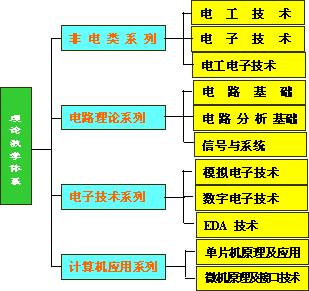 理论教学体系
非电类系列
电工技术
电子技术
电工电子技术
电路理论系列
电路基础
电路分析基础
信号与系统
电子技术系列
模拟电子技术
数字电子技术
EDA 技术
计算机应用系列
单片机原理及应用
微机原理及接口技术